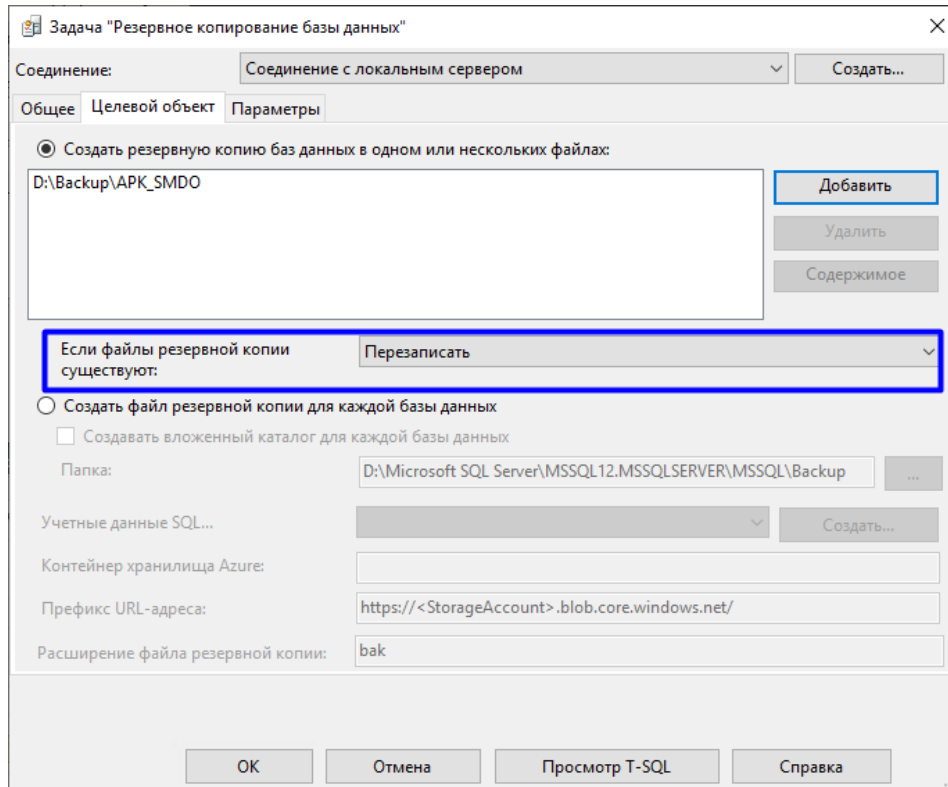 Задача "Резервное копирование базы данных"
Соединение:
Соединение с локальным сервером
Создать...
Общее
Целевой объект
Параметры
Создать резервную копию баз данных в одном или нескольких файлах:
D:\Backup\APK_SMDO
Добавить
Удалить
Содержимое
Если файлы резервной копии
существуют:
Перезаписать
Создать файл резервной копии для каждой базы данных
Создавать вложенный каталог для каждой базы данных
Папка:
D:\Microsoft SQL Server\MSSQL12.MSSQLSERVER\MSSQL\Backup
...
Учетные данные SQL...
Создать...
Контейнер хранилища Azure:
Префикс URL-адреса:
https://<StorageAccount>.blob.core.windows.net/
Расширение файла резервной копии:
bak
ОК
Отмена
Просмотр T-SQL
Справка